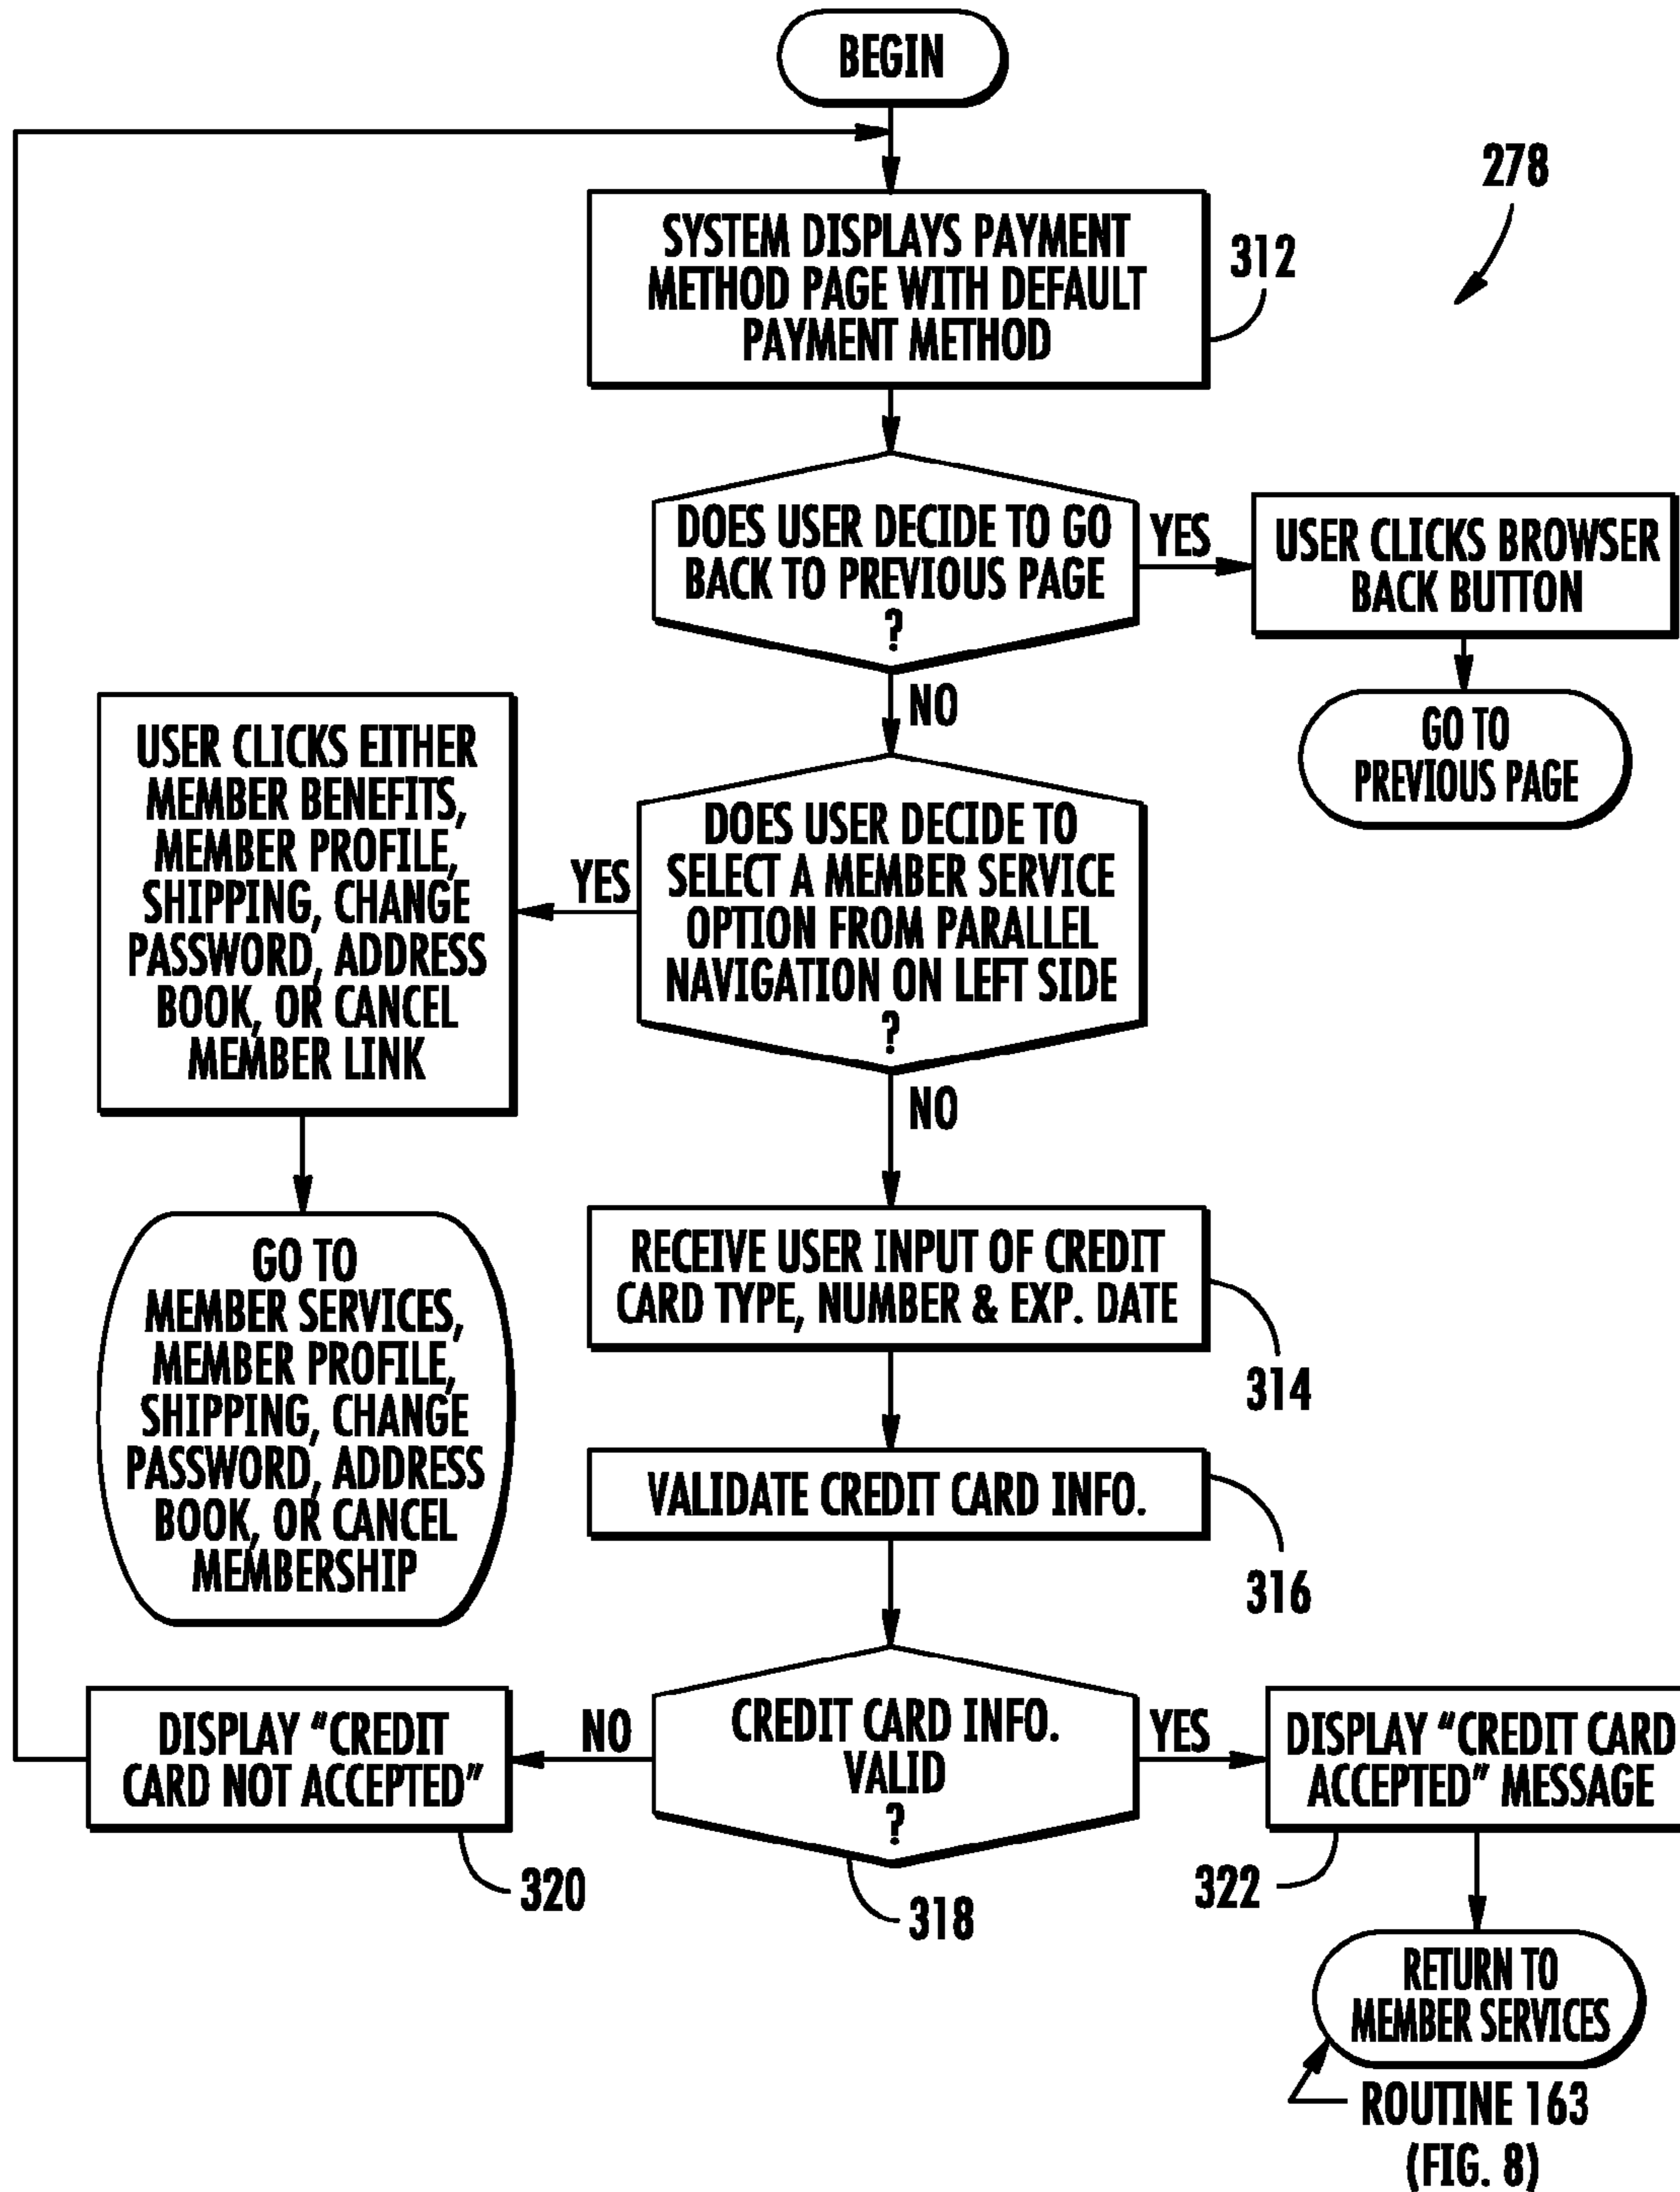 BEGIN
278
SYSTEM DISPLAYS PAYMENT
METHOD PAGE WITH DEFAULT
PAYMENT METHOD
312
DOES USER DECIDE TO GO
BACK TO PREVIOUS PAGE
?
YES
USER CLICKS BROWSER
BACK BUTTON
GO TO
PREVIOUS PAGE
NO
DOES USER DECIDE TO
SELECT A MEMBER SERVICE
OPTION FROM PARALLEL
NAVIGATION ON LEFT SIDE
?
YES
USER CLICKS EITHER
MEMBER BENEFITS,
MEMBER PROFILE,
SHIPPING, CHANGE
PASSWORD, ADDRESS
BOOK, OR CANCEL
MEMBER LINK
GO TO
MEMBER SERVICES,
MEMBER PROFILE,
SHIPPING, CHANGE
PASSWORD, ADDRESS
BOOK, OR CANCEL
MEMBERSHIP
NO
RECEIVE USER INPUT OF CREDIT
CARD TYPE, NUMBER & EXP. DATE
314
VALIDATE CREDIT CARD INFO.
316
CREDIT CARD INFO.
VALID
?
318
NO
DISPLAY "CREDIT
CARD NOT ACCEPTED"
320
YES
DISPLAY "CREDIT CARD
ACCEPTED" MESSAGE
322
RETURN TO
MEMBER SERVICES
ROUTINE 163
(FIG. 8)